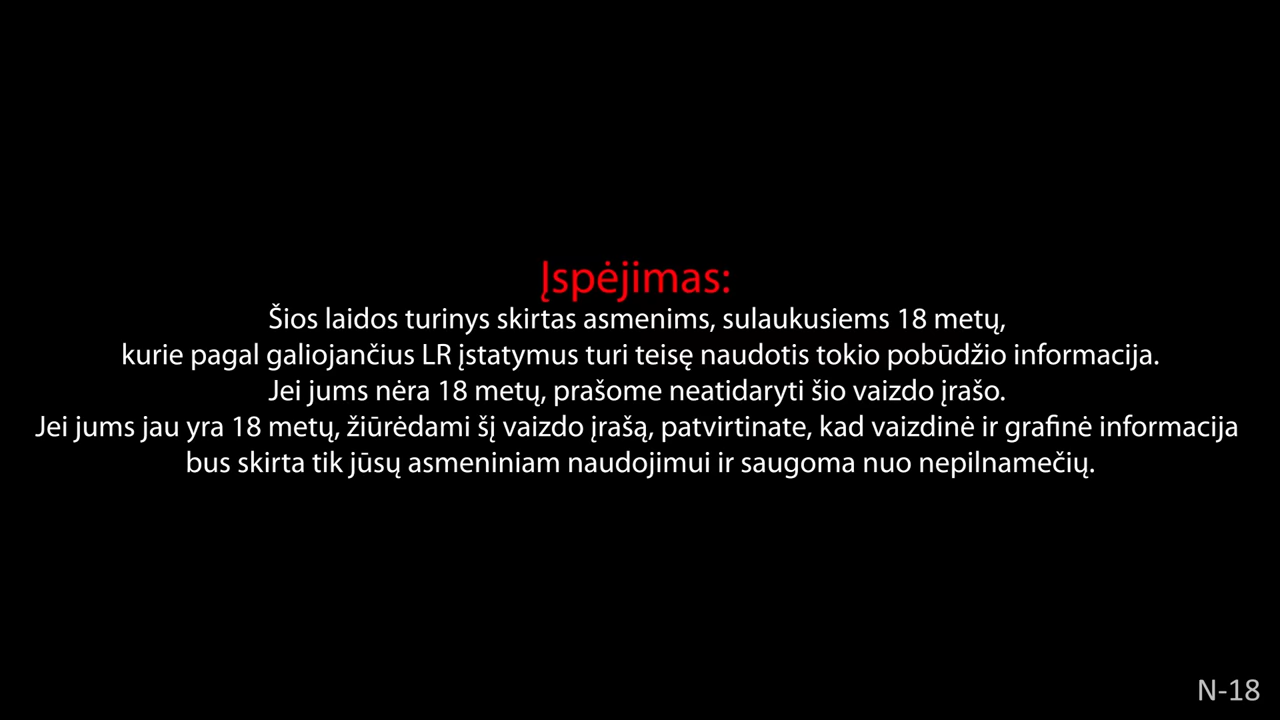 Įspėjimas:
Šios laidos turinys skirtas asmenims, sulaukusiems 18 metų,
kurie pagal galiojančius LR įstatymus turi teisę naudotis tokio pobūdžio informacija.
Jei jums nėra 18 metų, prašome neatidaryti šio vaizdo įrašo.
Jei jums jau yra 18 metų, žiūrėdami šį vaizdo įrašą, patvirtinate, kad vaizdinė ir grafinė informacija
bus skirta tik jūsų asmeniniam naudojimui ir saugoma nuo nepilnamečių.
N-18